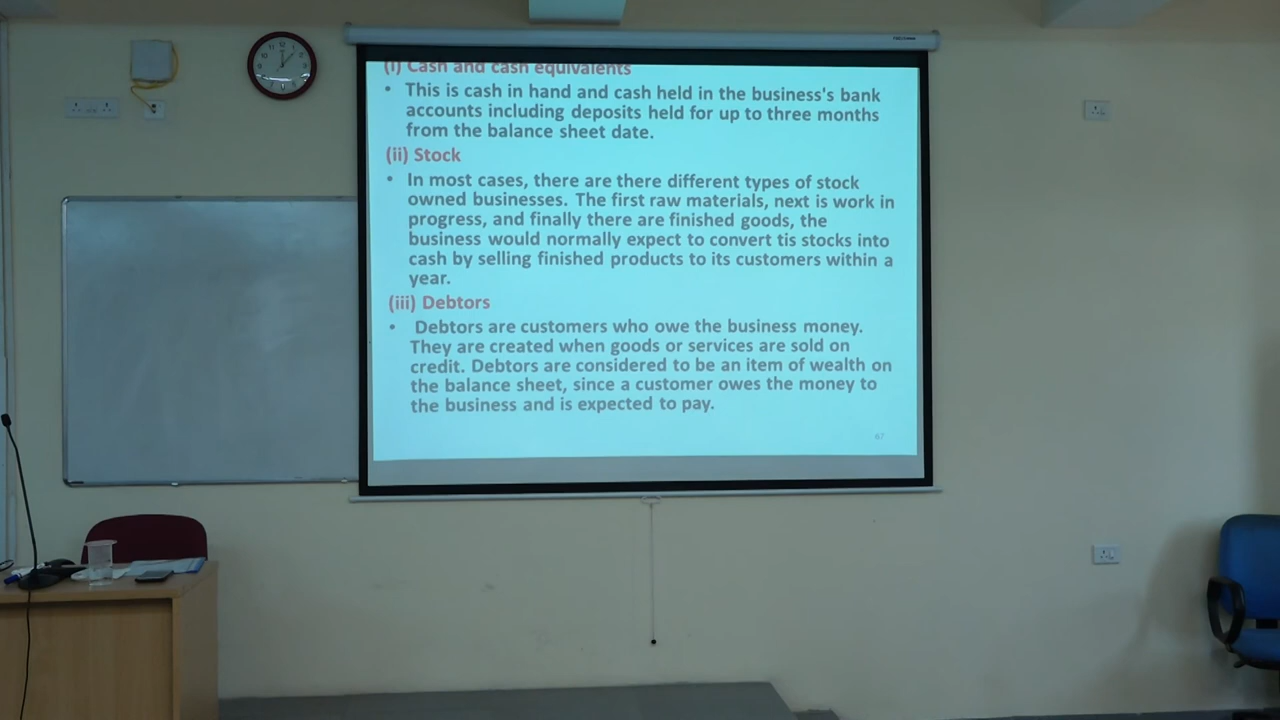 (i) Cash and cash equivalents
• This is cash in hand and cash held in the business's bank
accounts including deposits held for up to three months
from the balance sheet date.
(ii) Stock
• In most cases, there are there different types of stock
owned businesses. The first raw materials, next is work in
progress, and finally there are finished goods, the
business would normally expect to convert tis stocks into
cash by selling finished products to its customers within a
year.
(iii) Debtors
• Debtors are customers who owe the business money.
They are created when goods or services are sold on
credit. Debtors are considered to be an item of wealth on
the balance sheet, since a customer owes the money to
the business and is expected to pay.
67